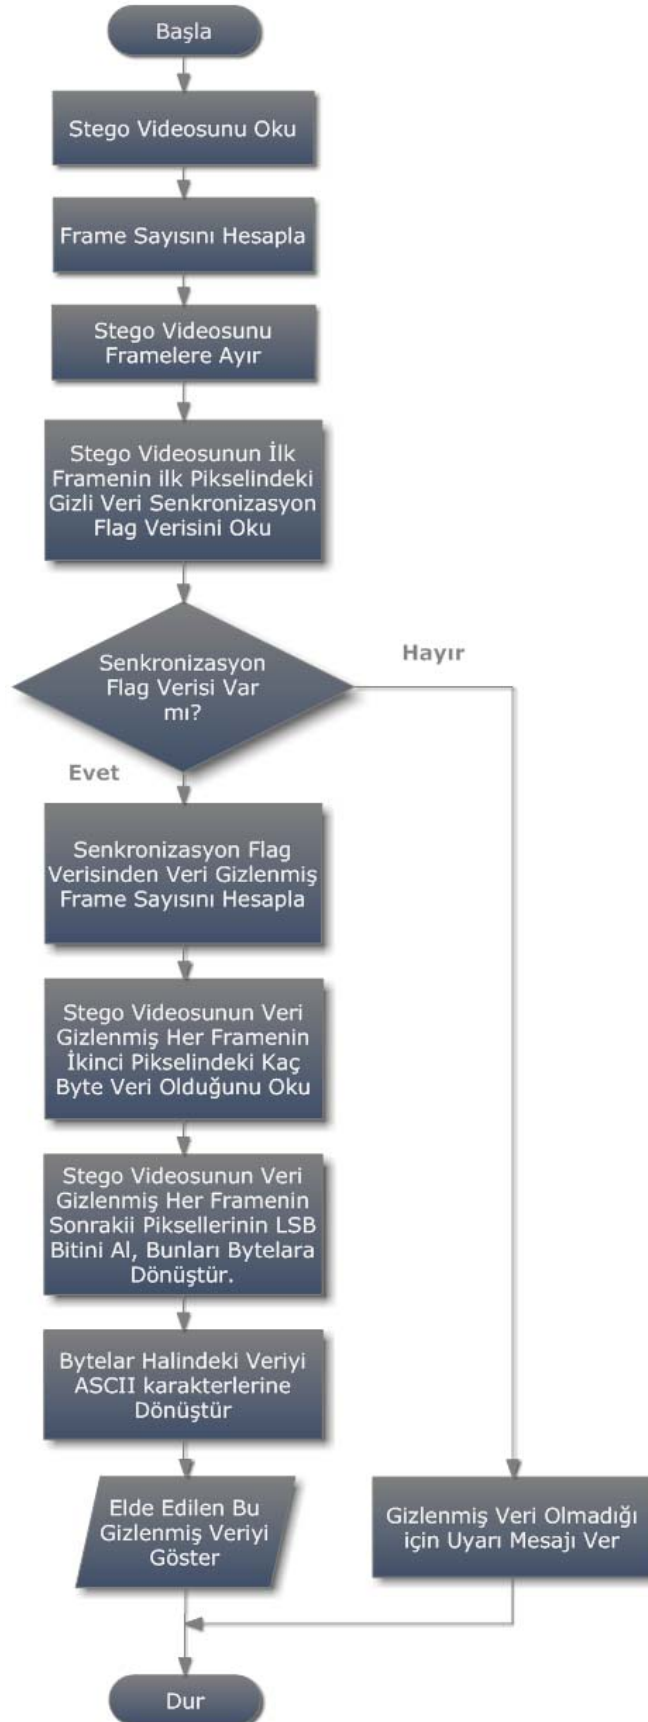 Başla
Stego Videosunu Oku
Frame Sayısını Hesapla
Stego Videosunu
Framelere Ayır
Stego Videosunun İlk
Framenin ilk Pikselindeki
Gizli Veri Senkronizasyon
Flag Verisini Oku
Senkronizasyon
Flag Verisi Var
mı?
Hayır
Evet
Senkronizasyon Flag
Verisinden Veri Gizlenmiş
Frame Sayısını Hesapla
Stego Videosunun Veri
Gizlenmiş Her Framenin
İkinci Pikselindeki Kaç
Byte Veri Olduğunu Oku
Stego Videosunun Veri
Gizlenmiş Her Framenin
Sonrakii Piksellerinin LSB
Bitini Al, Bunları Bytelara
Dönüştür.
Bytelar Halindeki Veriyi
ASCII karakterlerine
Dönüştür
Elde Edilen Bu
Gizlenmiş Veriyi
Göster
Gizlenmiş Veri Olmadığı
için Uyarı Mesajı Ver
Dur